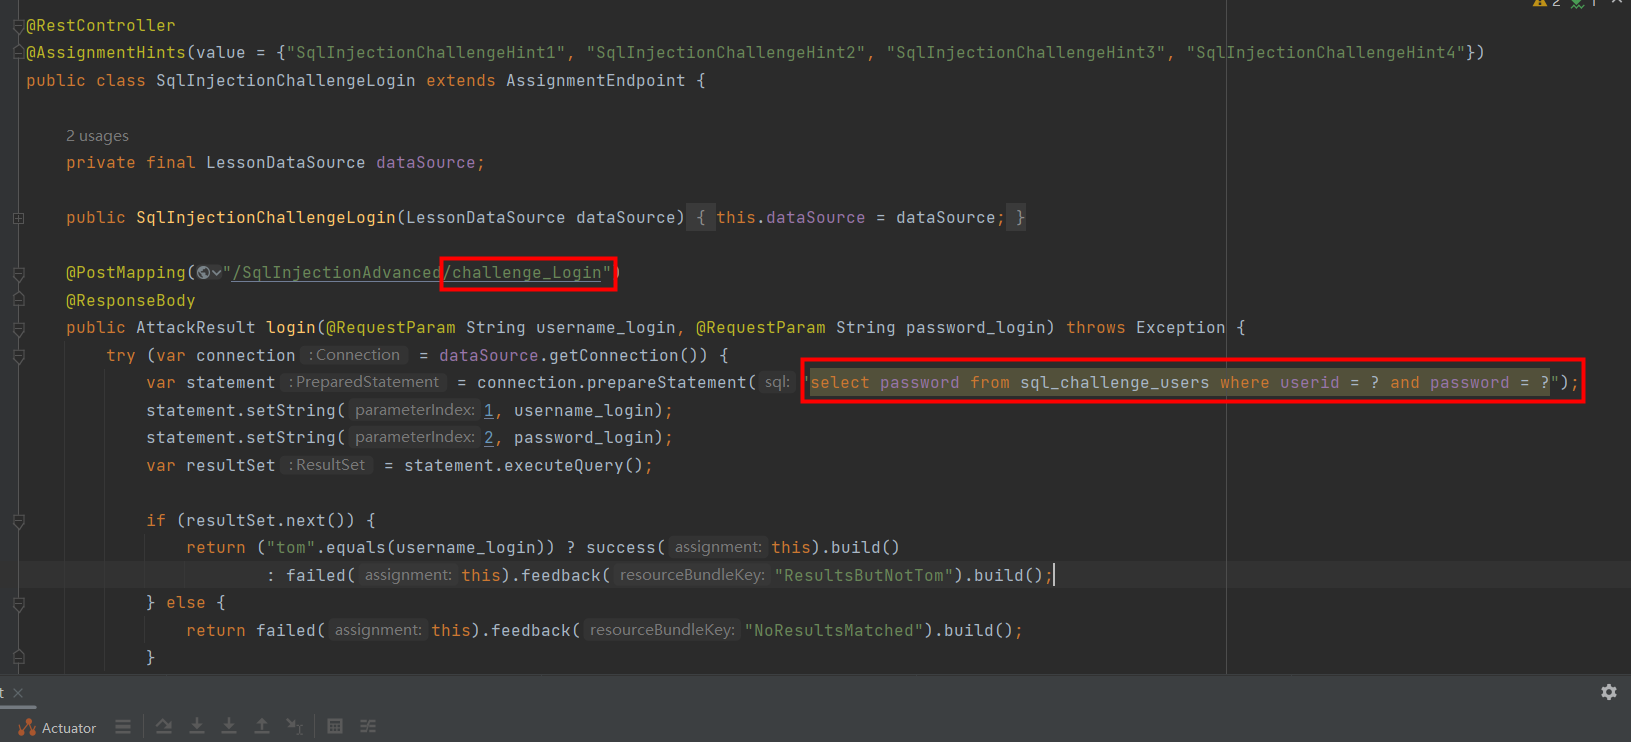 2 1
@RestController
@AssignmentHints(value = {"SqlInjectionChallengeHint1", "SqlInjectionChallengeHint2", "SqlInjectionChallengeHint3", "SqlInjectionChallengeHint4"})
public class SqlInjectionChallengeLogin extends AssignmentEndpoint {
2 usages
private final LessonDataSource dataSource;
public SqlInjectionChallengeLogin(LessonDataSource dataSource) { this.dataSource = dataSource; }
@PostMapping("/SqlInjectionAdvanced/challenge_Login")
@ResponseBody
public AttackResult login(@RequestParam String username_login, @RequestParam String password_login) throws Exception {
try (var connection : Connection = dataSource.getConnection()) {
var statement : PreparedStatement = connection.prepareStatement( sql: "select password from sql_challenge_users where userid = ? and password = ?");
statement.setString( parameterIndex: 1, username_login);
statement.setString( parameterIndex: 2, password_login);
var resultSet : ResultSet = statement.executeQuery();
if (resultSet.next()) {
return ("tom".equals(username_login)) ? success( assignment: this).build()
: failed( assignment: this).feedback( resourceBundleKey: "ResultsButNotTom").build();
} else {
return failed( assignment: this).feedback( resourceBundleKey: "NoResultsMatched").build();
}
t
Actuator